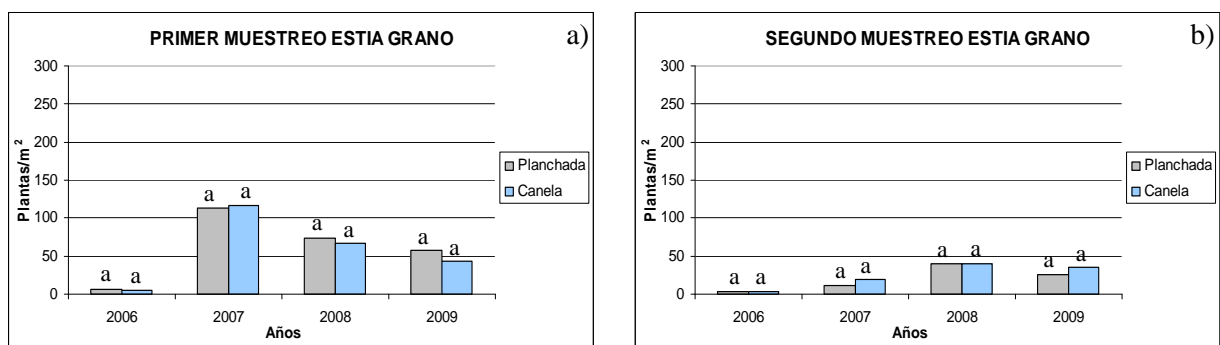 PRIMER MUESTREO ESTIA GRANO
a)
300
250
200
150
100
50
0
Plantas/m²
a a
a a
a a
a a
2006 2007 2008 2009
Años
Planchada
Canela
SEGUNDO MUESTREO ESTIA GRANO
b)
300
250
200
150
100
50
0
Plantas/m²
a a
a a
a a
a a
2006 2007 2008 2009
Años
Planchada
Canela